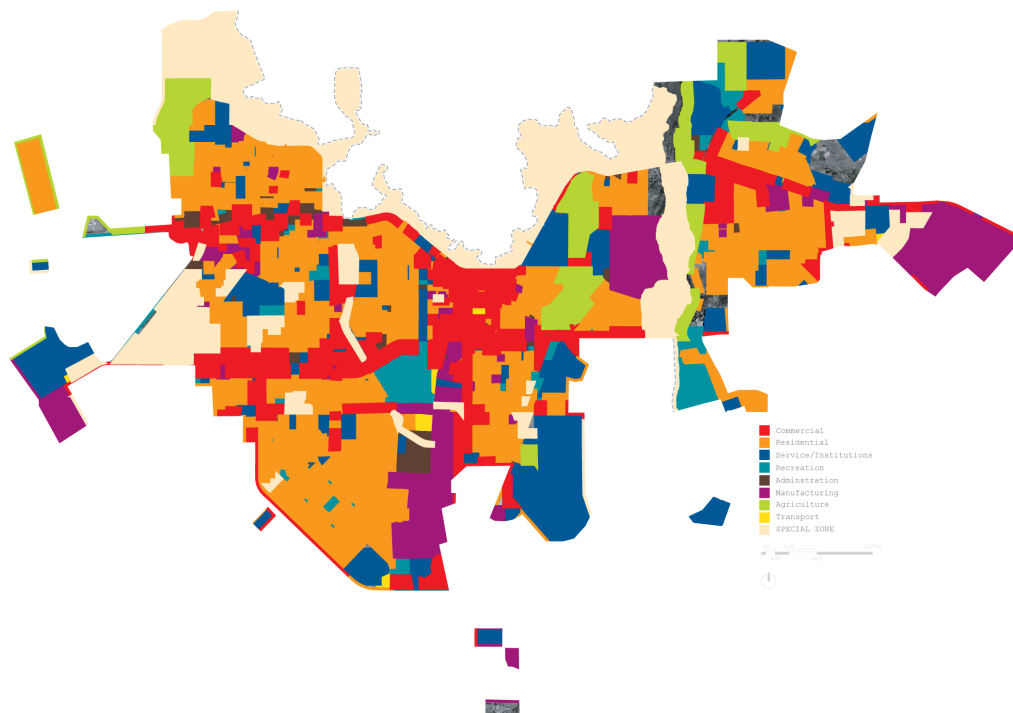 Commercial
Residential
Service/Institutions
Recreation
Adminstration
Manufacturing
Agriculture
Transport
SPECIAL ZONE